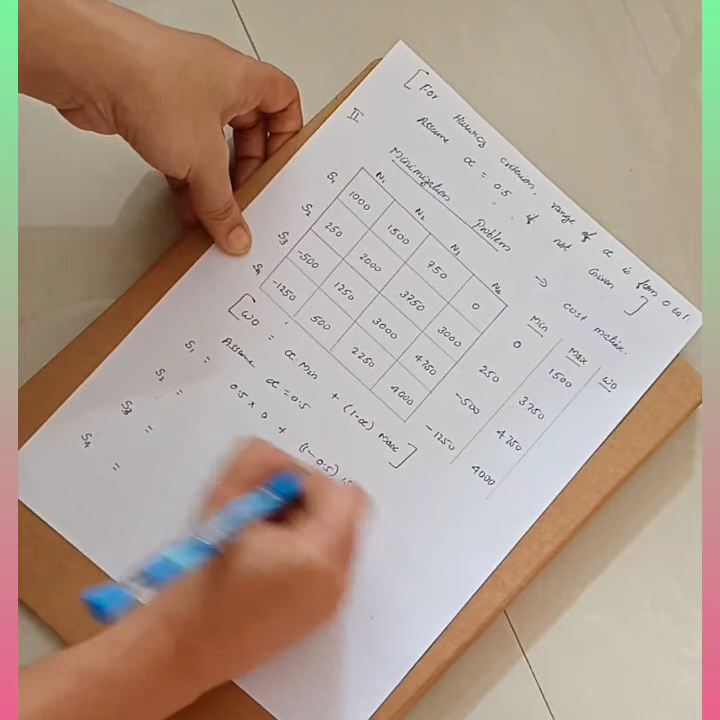 [ For Hurwicz criterion, range of α is from 0 to 1.
Assume α = 0.5 if not Given ]
II
Minimization Problem → cost matrix.
N₁ N₂ N₃ N₄ Min Max WO
S₁ 1000 1500 750 0 0 1500
S₂ 250 2000 3750 3000 250 3750
S₃ -500 1250 3000 4750 -500 4750
S₄ -1250 500 2250 4000 -1250 4000
[ WO = α Min + (1-α) Max ]
Assume α = 0.5
S₁ = 0.5 x 0 + (1-0.5)
S₂ =
S₃ =
S₄ =